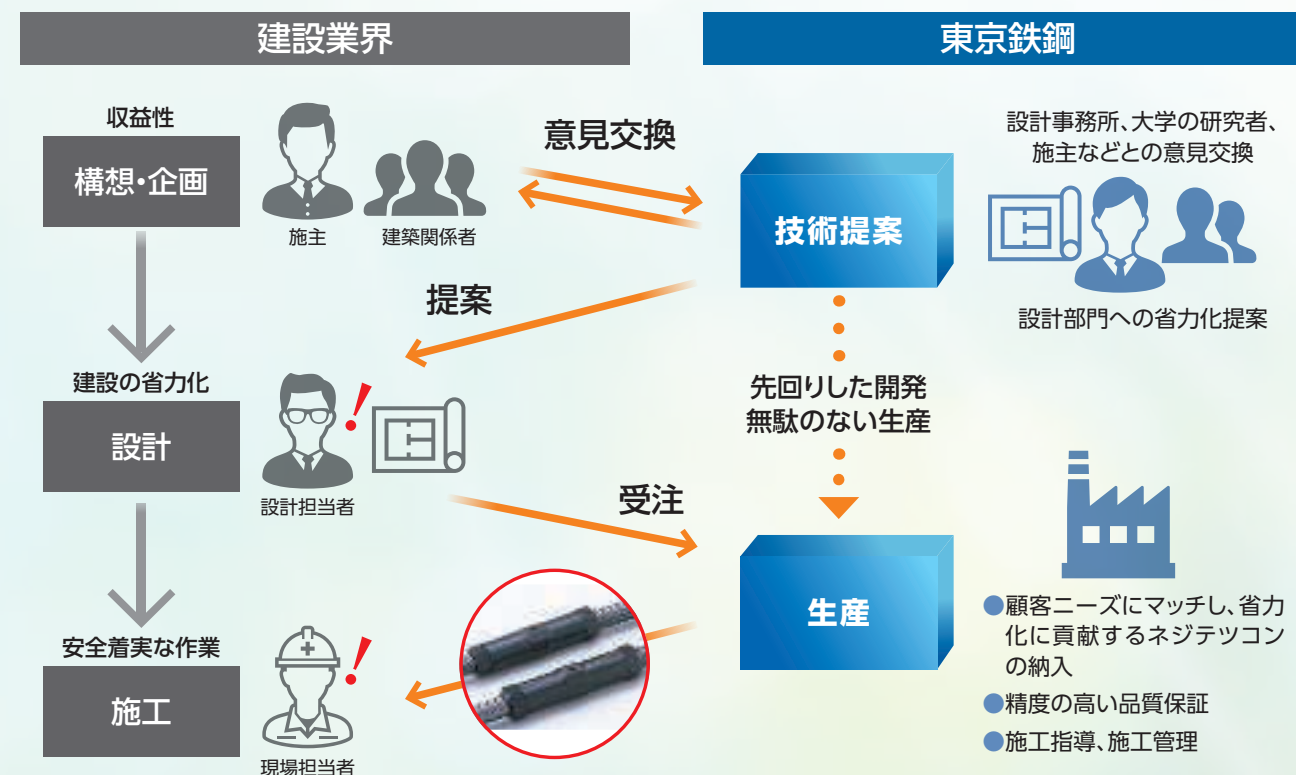 建設業界
東京鉄鋼
収益性
構想・企画
施主
建築関係者
意見交換
技術提案
設計事務所、大学の研究者、
施主などとの意見交換
設計部門への省力化提案
提案
建設の省力化
設計
設計担当者
先回りした開発
無駄のない生産
受注
生産
●顧客ニーズにマッチし、省力
化に貢献するネジテツコン
の納入
●精度の高い品質保証
●施工指導、施工管理
安全着実な作業
施工
現場担当者